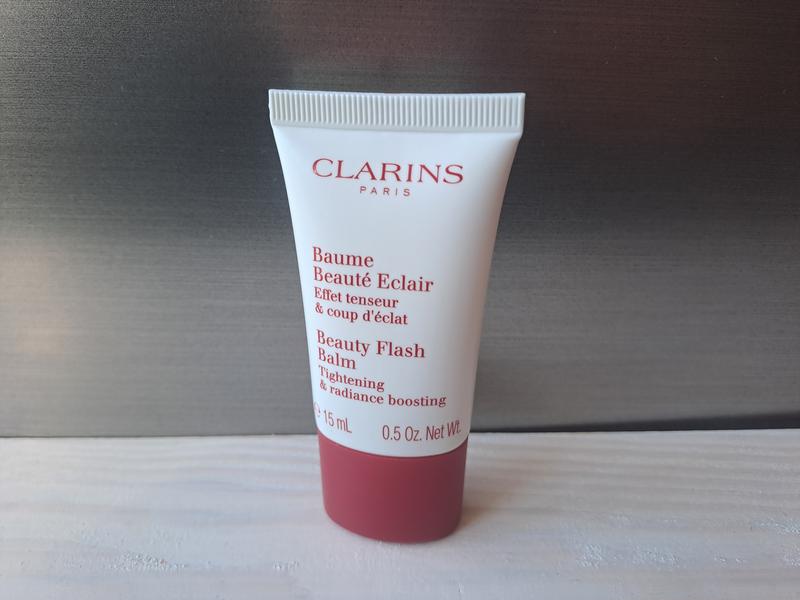 CLARINS
PARIS
Baume
Beauté Eclair
Effet tenseur
& coup d'éclat
Beauty Flash
Balm
Tightening
& radiance boosting
℮ 15 mL 0.5 Oz. Net Wt.